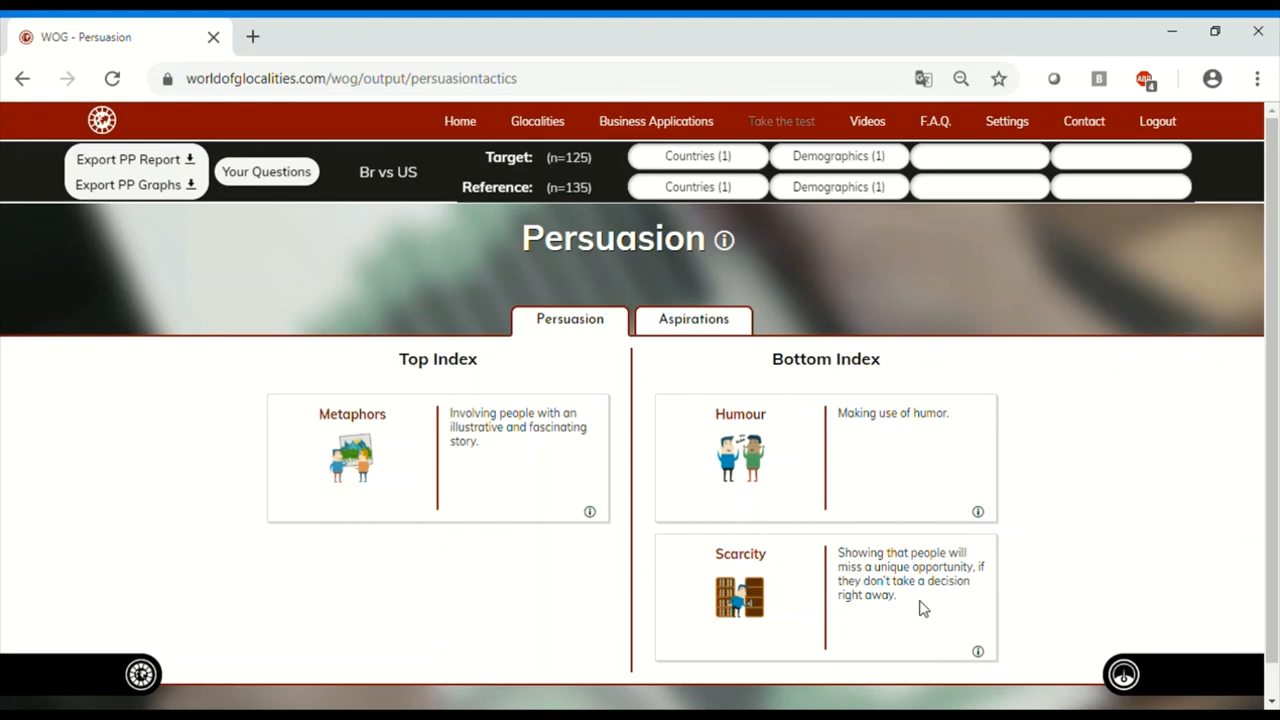 WOG - Persuasion
worldofglocalities.com/wog/output/persuasiontactics
B
ABP
4
Home Glocalities Business Applications Take the test Videos F.A.Q. Settings Contact Logout
Export PP Report
Export PP Graphs
Your Questions
Br vs US
Target: (n=125) Countries (1) Demographics (1)
Reference: (n=135) Countries (1) Demographics (1)
Persuasion
Persuasion Aspirations
Top Index
Metaphors
Involving people with an
illustrative and fascinating
story.
Bottom Index
Humour
Making use of humor.
Scarcity
Showing that people will
miss a unique opportunity, if
they don't take a decision
right away.